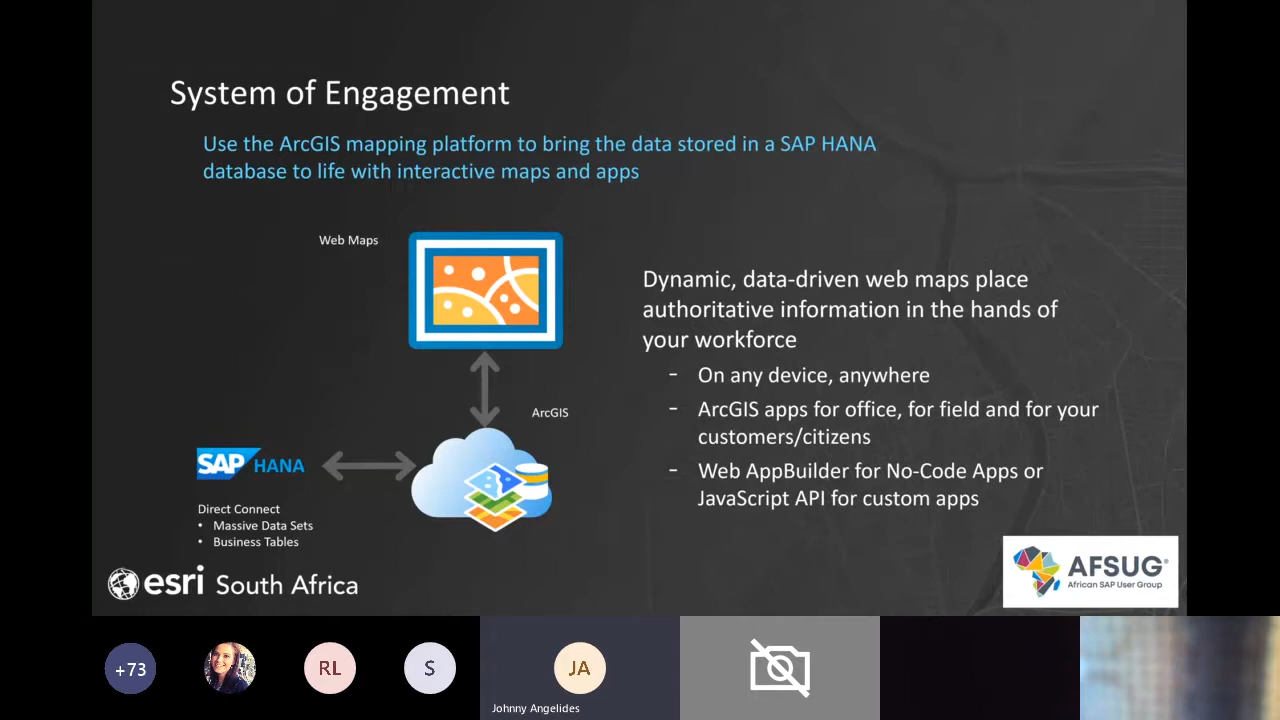 System of Engagement
Use the ArcGIS mapping platform to bring the data stored in a SAP HANA
database to life with interactive maps and apps
Web Maps
Dynamic, data-driven web maps place
authoritative information in the hands of
your workforce
- On any device, anywhere
- ArcGIS apps for office, for field and for your
customers/citizens
- Web AppBuilder for No-Code Apps or
JavaScript API for custom apps
ArcGIS
SAP HANA
Direct Connect
• Massive Data Sets
• Business Tables
esri South Africa
AFSUG®
African SAP User Group
+73
RL
S
JA
Johnny Angelides